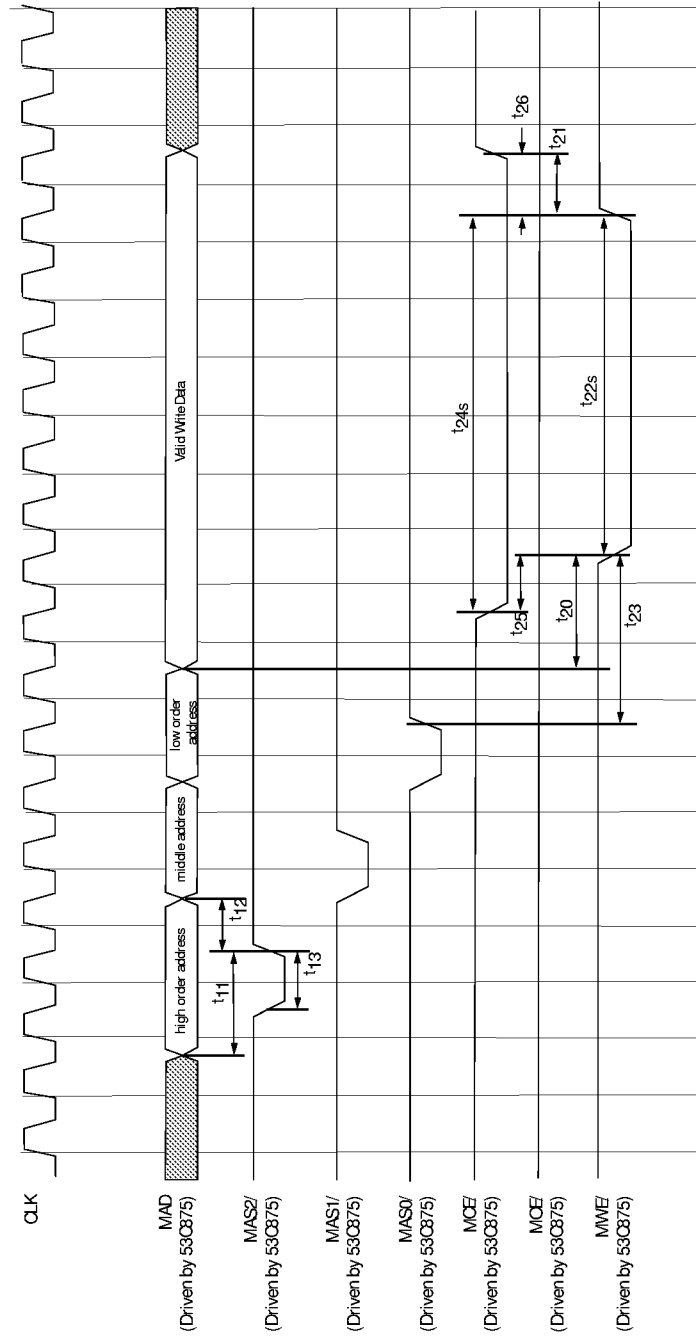 CLK
MAD
(Driven by 53C875)
high order address
middle address
low order
address
Valid Write Data
MAS2/
(Driven by 53C875)
t11
t12
t13
MAS1/
(Driven by 53C875)
MAS0/
(Driven by 53C875)
MCE/
(Driven by 53C875)
t24s
t25
t26
MCE/
(Driven by 53C875)
t20
t21
MWE/
(Driven by 53C875)
t22s
t23